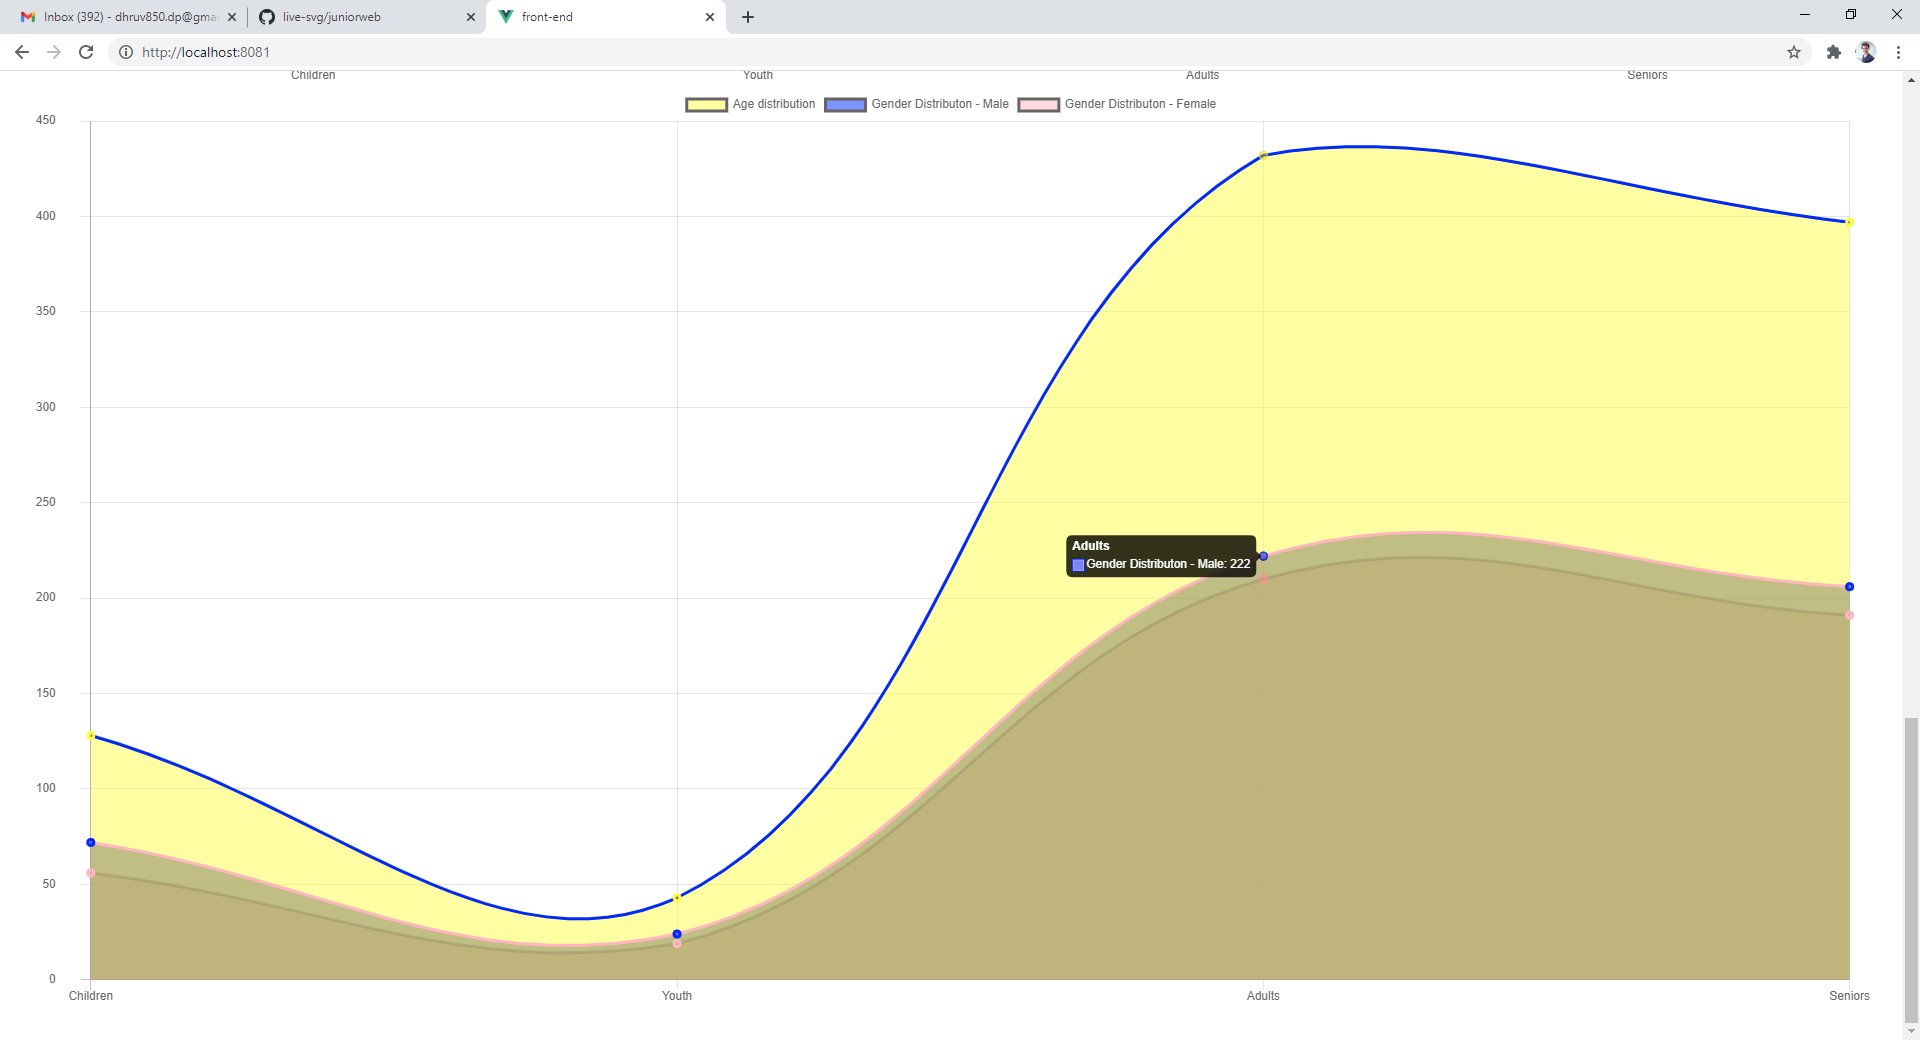 Inbox (392) - dhruv850.dp@gma
live-svg/juniorweb
front-end
http://localhost:8081
Children Youth Adults Seniors
Age distribution Gender Distributon - Male Gender Distributon - Female
450
400
350
300
250
Adults
Gender Distributon - Male: 222
200
150
100
50
0
Children Youth Adults Seniors